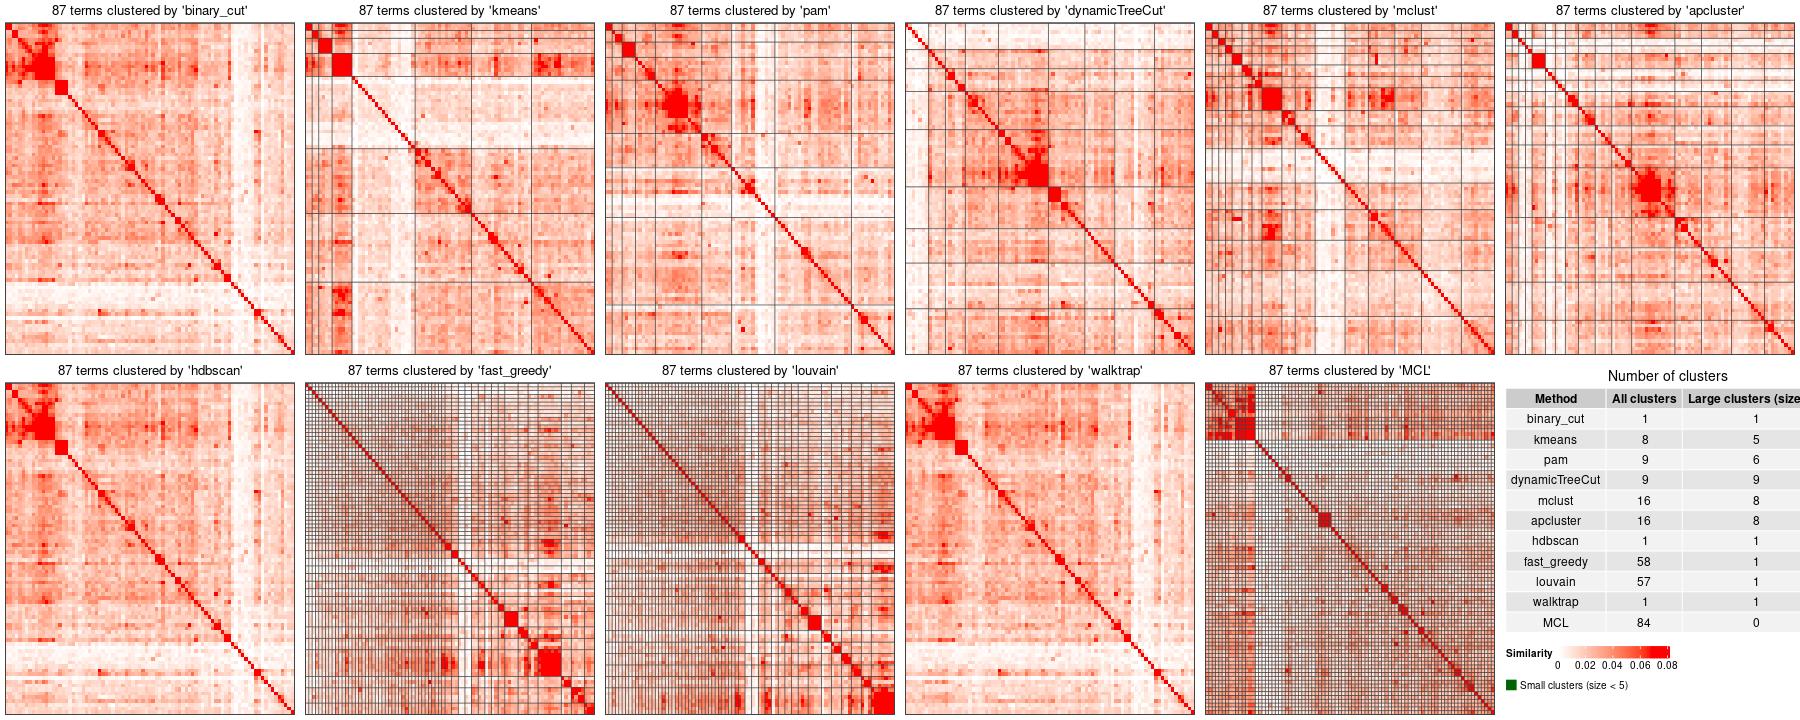 87 terms clustered by 'binary_cut'
87 terms clustered by 'kmeans'
87 terms clustered by 'pam'
87 terms clustered by 'dynamicTreeCut'
87 terms clustered by 'mclust'
87 terms clustered by 'apcluster'
87 terms clustered by 'hdbscan'
87 terms clustered by 'fast_greedy'
87 terms clustered by 'louvain'
87 terms clustered by 'walktrap'
87 terms clustered by 'MCL'
Number of clusters
Method All clusters Large clusters (size
binary_cut 1 1
kmeans 8 5
pam 9 6
dynamicTreeCut 9 9
mclust 16 8
apcluster 16 8
hdbscan 1 1
fast_greedy 58 1
louvain 57 1
walktrap 1 1
MCL 84 0
Similarity
0 0.02 0.04 0.06 0.08
Small clusters (size < 5)